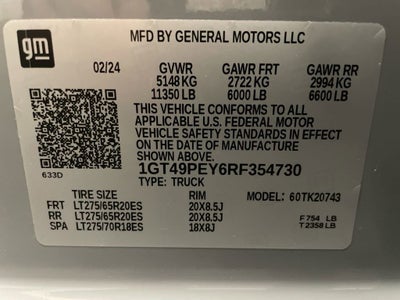 gm
MFD BY GENERAL MOTORS LLC
02/24 GVWR GAWR FRT GAWR RR
5148 KG 2722 KG 2994 KG
11350 LB 6000 LB 6600 LB
THIS VEHICLE CONFORMS TO ALL
APPLICABLE U.S. FEDERAL MOTOR
VEHICLE SAFETY STANDARDS IN EFFECT
ON THE DATE OF MANUFACTURE
SHOWN ABOVE.
633D 1GT49PEY6RF354730
TYPE: TRUCK
TIRE SIZE RIM MODEL: 60TK20743
FRT LT275/65R20ES 20X8.5J
RR LT275/65R20ES 20X8.5J F 754 LB
SPA LT275/70R18ES 18X8J T 2358 LB